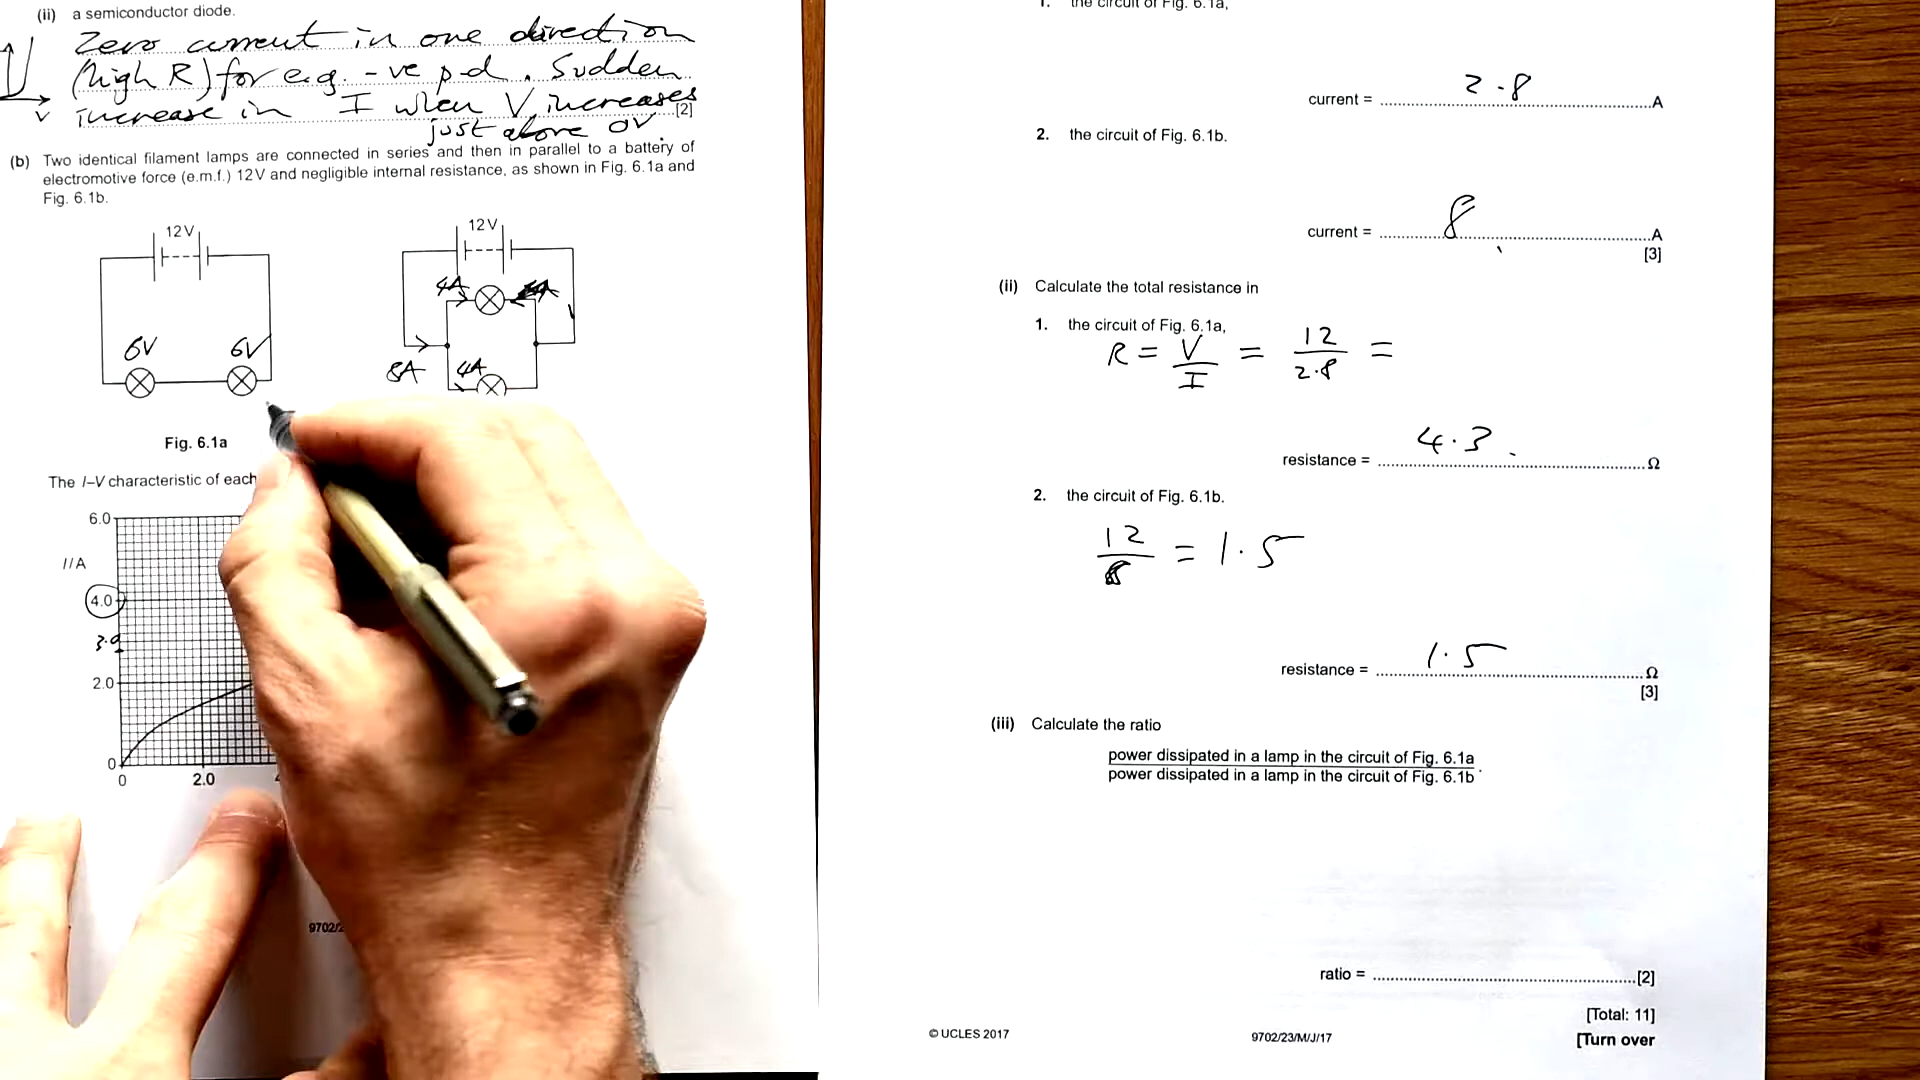 (ii) a semiconductor diode.
Zero current in one direction
(high R) for e.g. -ve p.d. Sudden
increase in I when V increases
just above 0V.
[2]
V
(b) Two identical filament lamps are connected in series and then in parallel to a battery of
electromotive force (e.m.f.) 12V and negligible internal resistance, as shown in Fig. 6.1a and
Fig. 6.1b.
12V
6V 6V
Fig. 6.1a
12V
4A
8A 4A
The I–V characteristic of each
6.0
I/A
4.0
3.9
2.0
0
0 2.0
9702/2
1. the circuit of Fig. 6.1a,
2.8
current = A
2. the circuit of Fig. 6.1b.
8
current = A
[3]
(ii) Calculate the total resistance in
1. the circuit of Fig. 6.1a,
R = V/I = 12/2.8 =
4.3
resistance = Ω
2. the circuit of Fig. 6.1b.
12/8 = 1.5
1.5
resistance = Ω
[3]
(iii) Calculate the ratio
power dissipated in a lamp in the circuit of Fig. 6.1a
power dissipated in a lamp in the circuit of Fig. 6.1b .
ratio = [2]
[Total: 11]
© UCLES 2017 9702/23/M/J/17 [Turn over